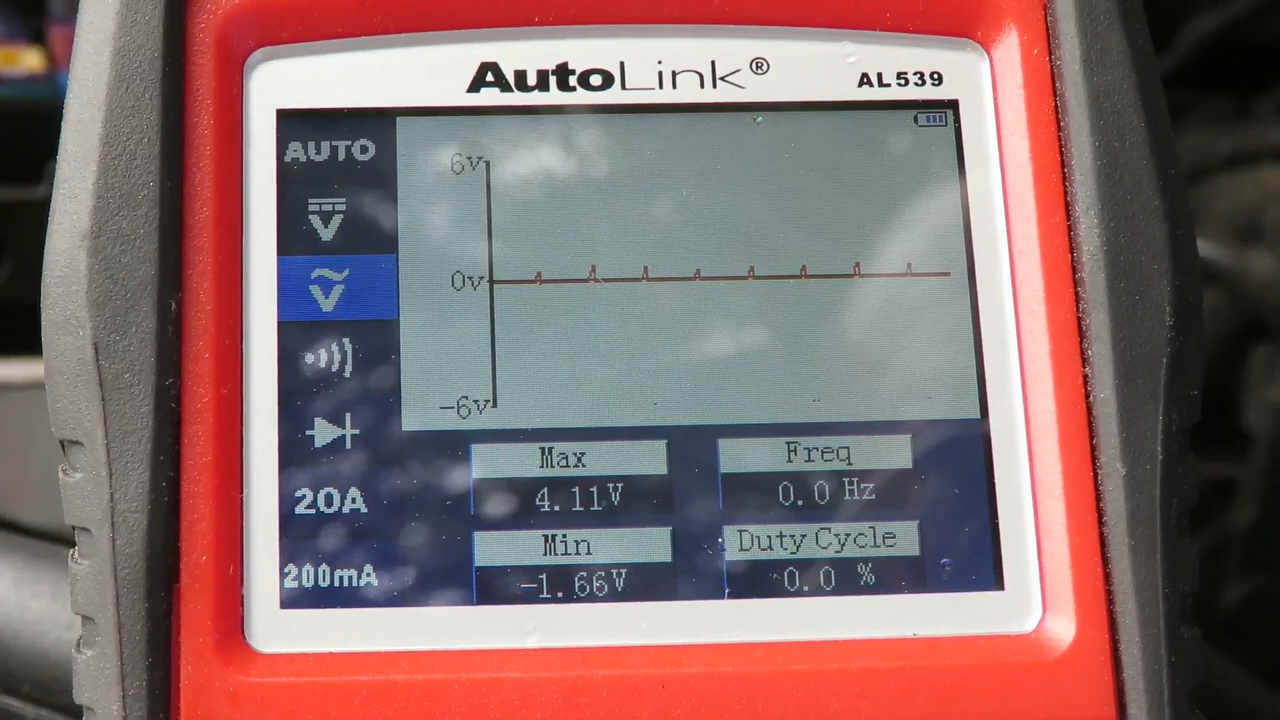 AutoLink®
AL539
AUTO
V
V
20A
200mA
6v
0v
-6v
Max
4.11V
Min
-1.66V
Freq
0.0 Hz
Duty Cycle
0.0 %